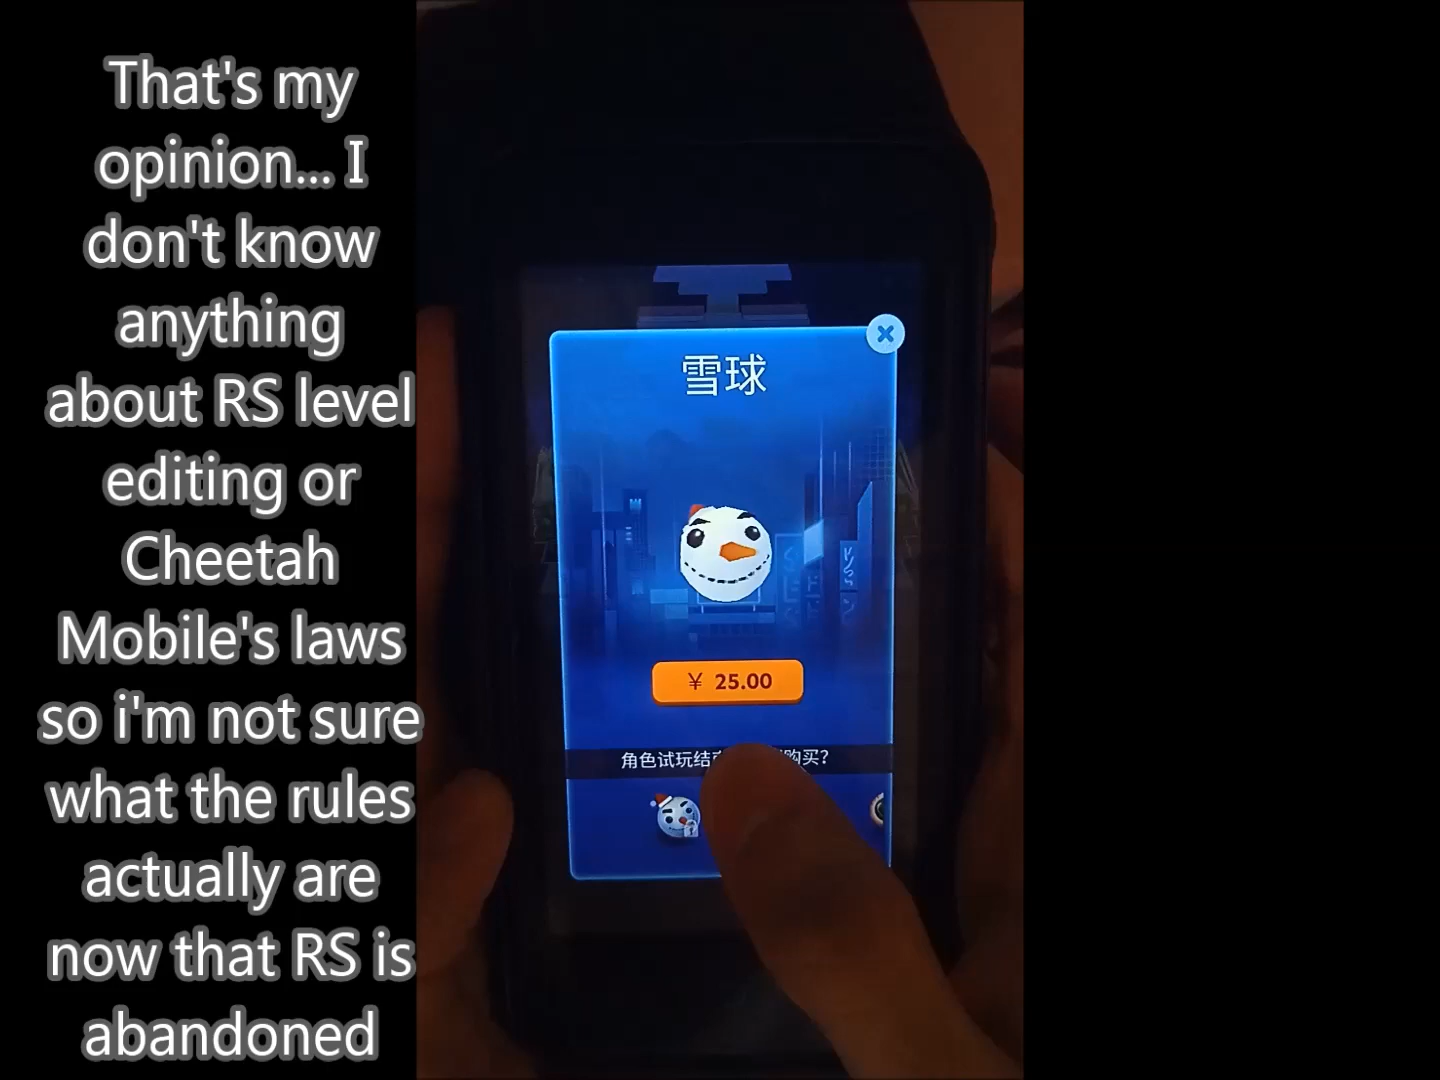 That's my
opinion... I
don't know
anything
about RS level
editing or
Cheetah
Mobile's laws
so i'm not sure
what the rules
actually are
now that RS is
abandoned
雪球
¥ 25.00
角色试玩结 购买?